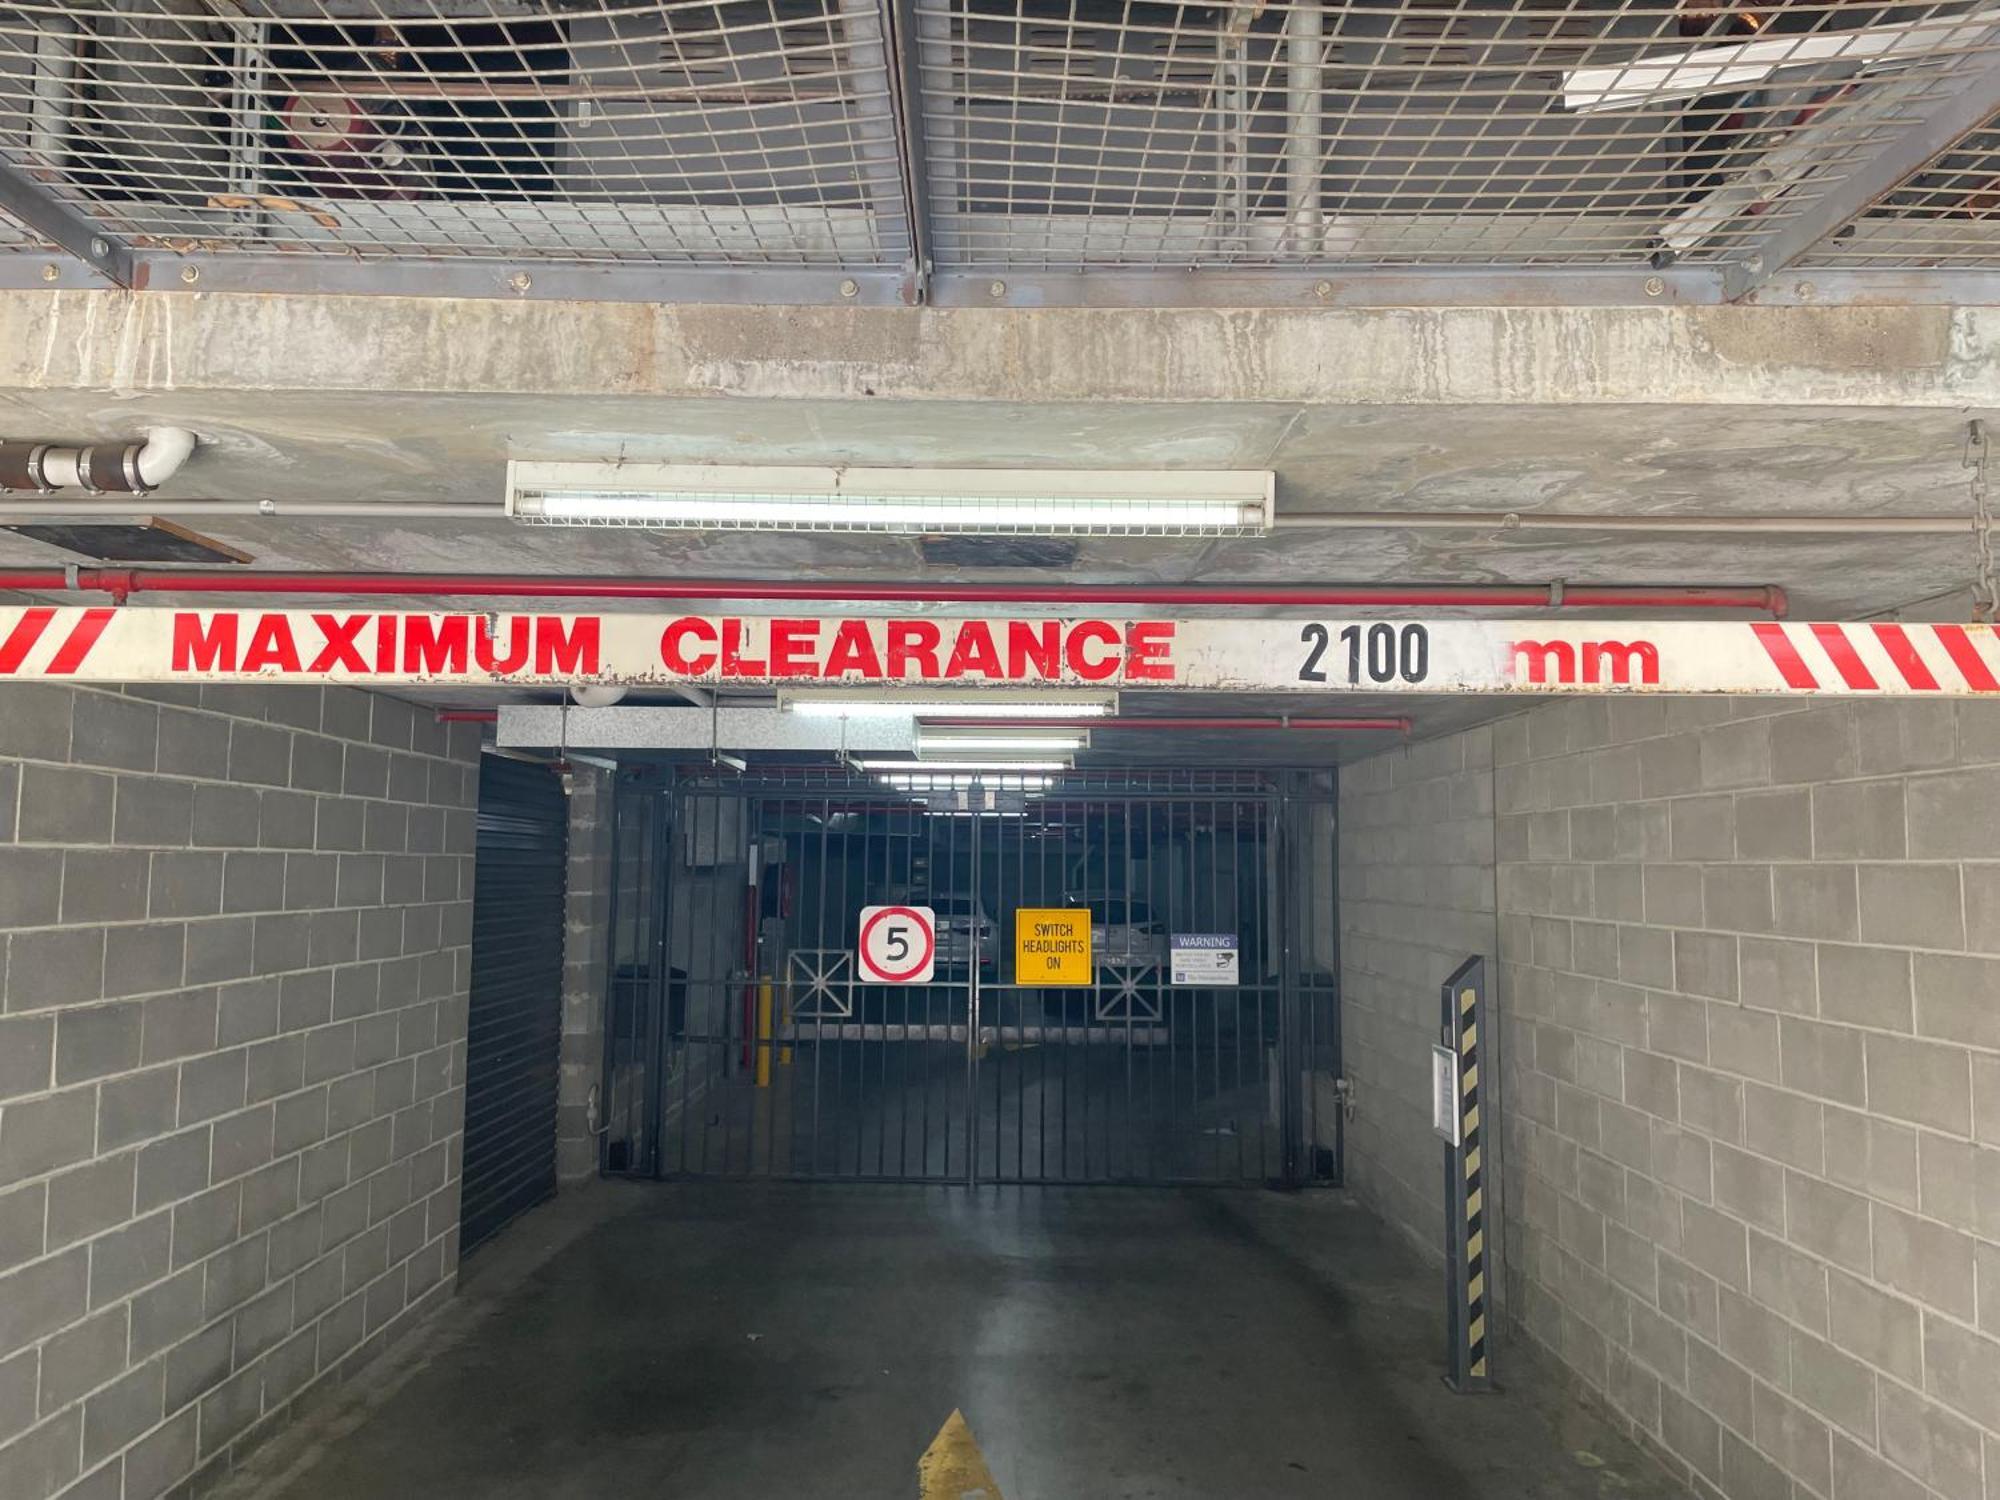 MAXIMUM CLEARANCE 2100 mm
5
SWITCH
HEADLIGHTS
ON
WARNING